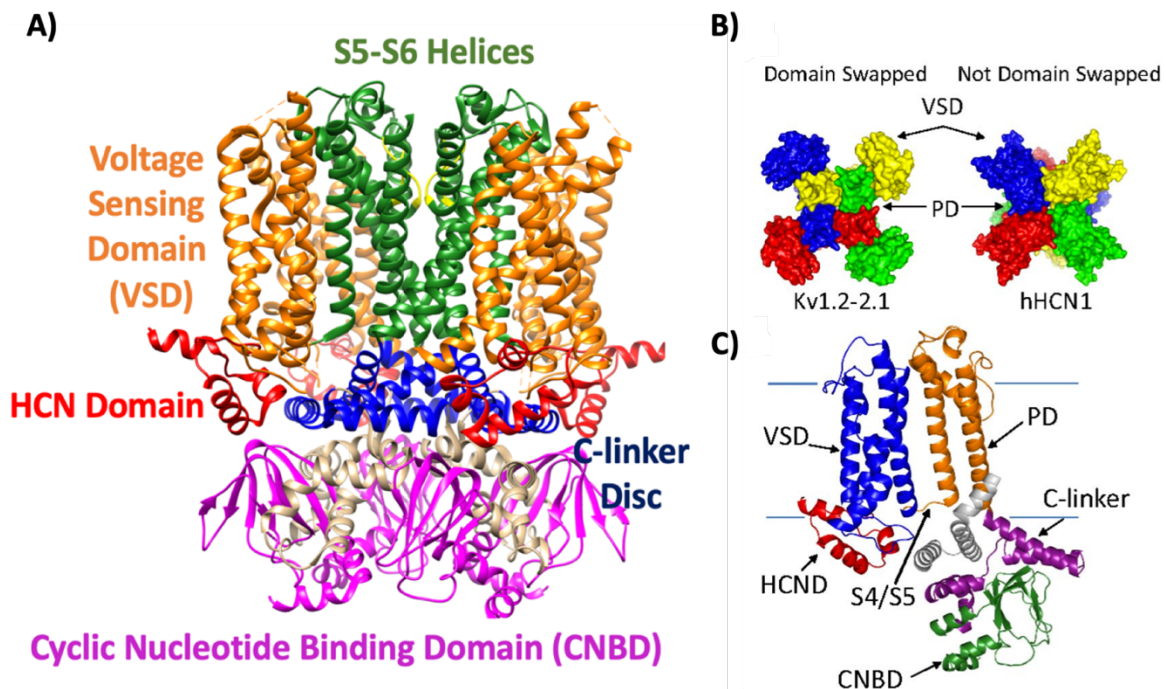 A)
S5-S6 Helices
Voltage
Sensing
Domain
(VSD)
HCN Domain
C-linker
Disc
Cyclic Nucleotide Binding Domain (CNBD)
B)
Domain Swapped
Not Domain Swapped
VSD
PD
Kv1.2-2.1
hHCN1
C)
VSD
PD
C-linker
HCND
S4/S5
CNBD